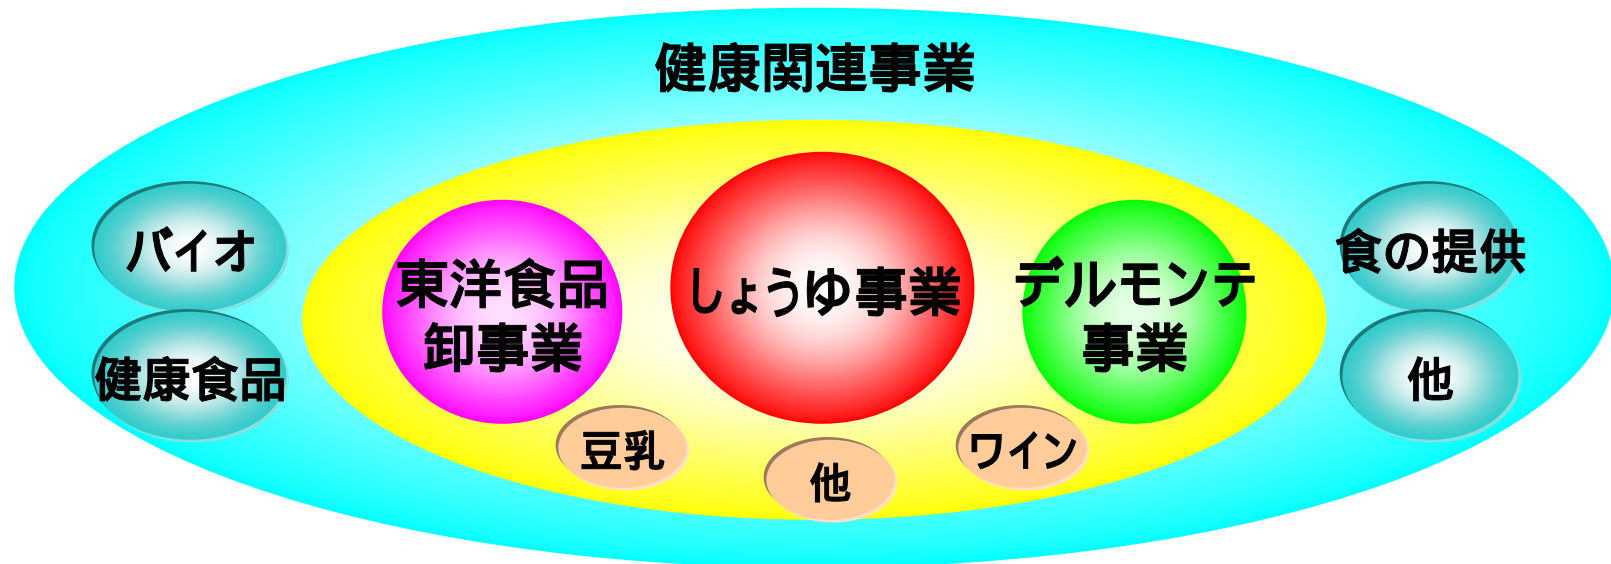 健康関連事業
バイオ
健康食品
東洋食品
卸事業
しょうゆ事業
デルモンテ
事業
豆乳
他
ワイン
食の提供
他